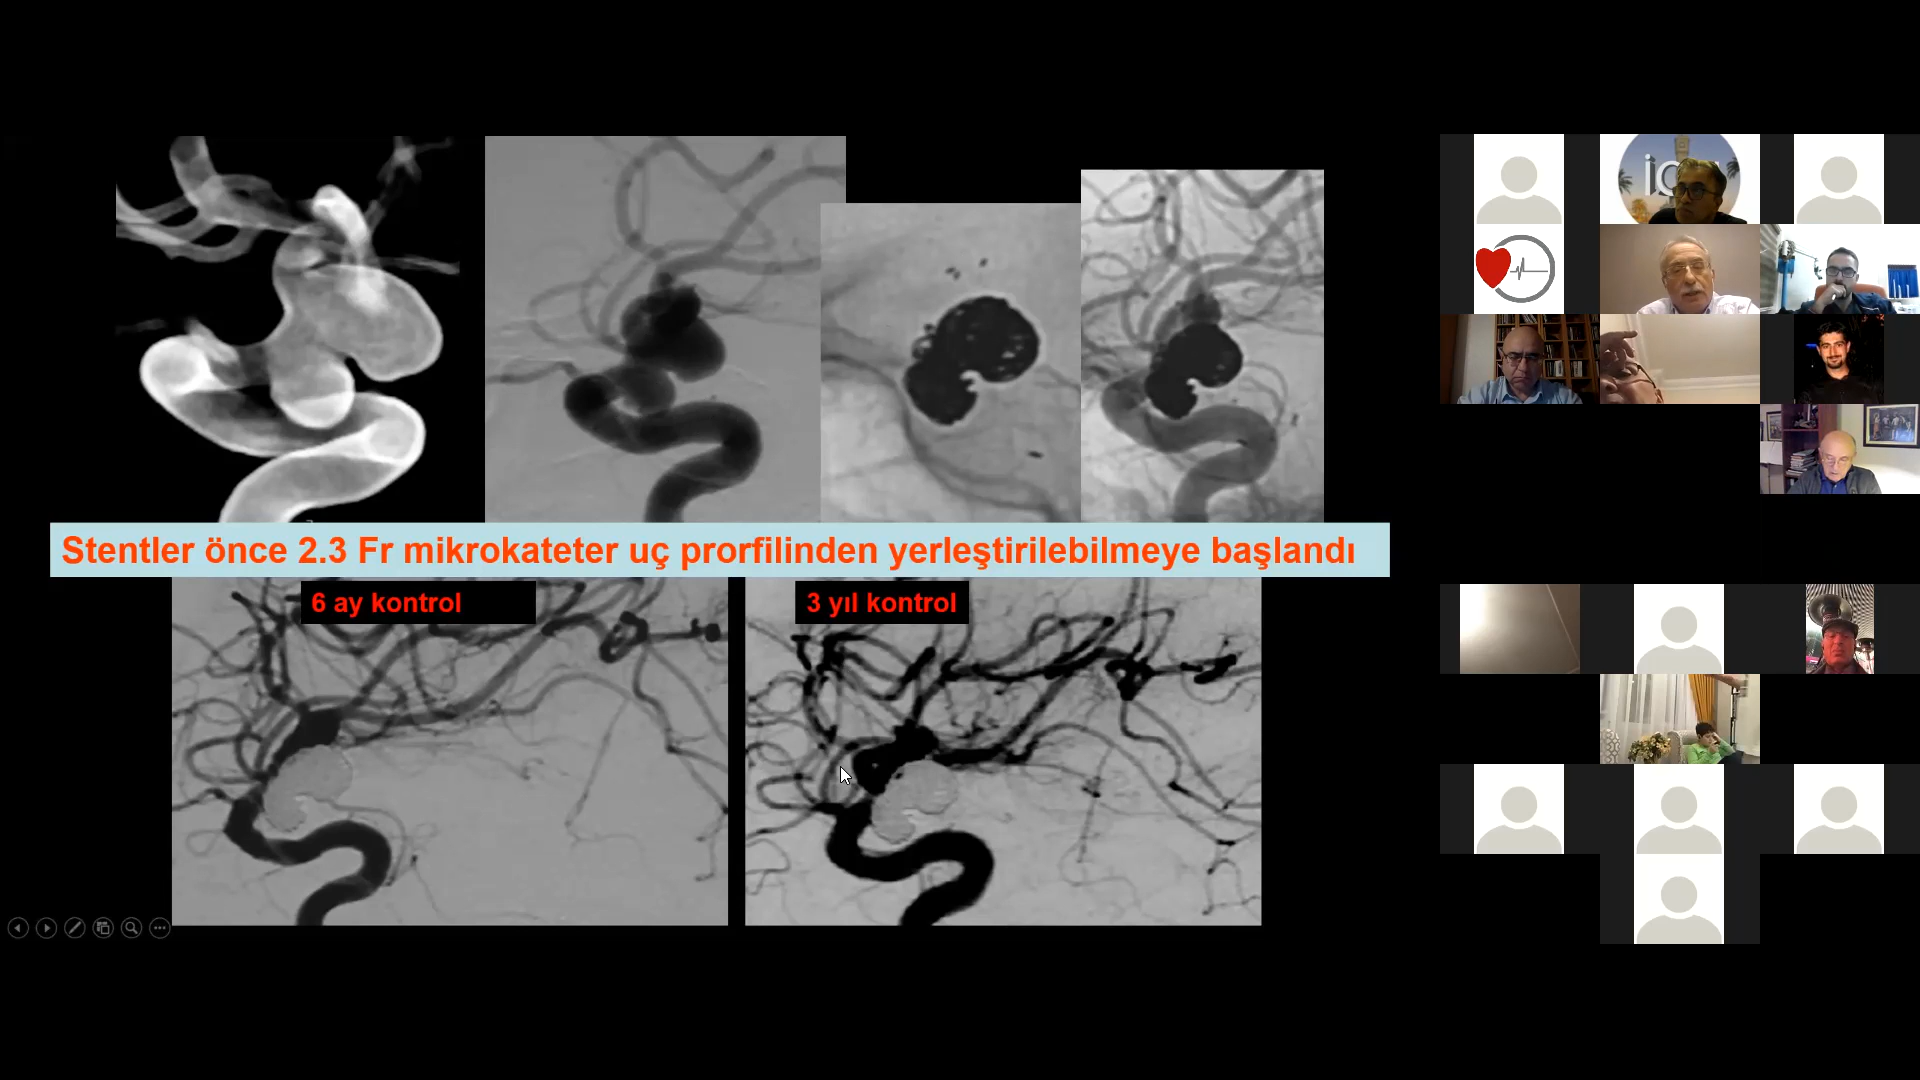 Stentler önce 2.3 Fr mikrokateter uç prorfilinden yerleştirilebilmeye başlandı
6 ay kontrol
3 yıl kontrol